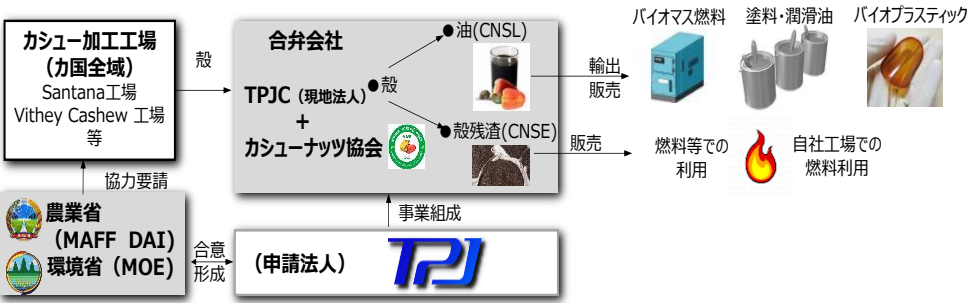 カシュー加工工場
(カ国全域)
Santana工場
Vithey Cashew 工場
等
殻
合弁会社
TPJC（現地法人）
+
カシューナッツ協会
●殻
●油(CNSL)
●殻残渣(CNSE)
輸出
販売
販売
バイオマス燃料
塗料・潤滑油
バイオプラスティック
燃料等での
利用
自社工場での
燃料利用
協力要請
農業省
(MAFF DAI)
環境省（MOE）
合意
形成
事業組成
（申請法人）
TPJ